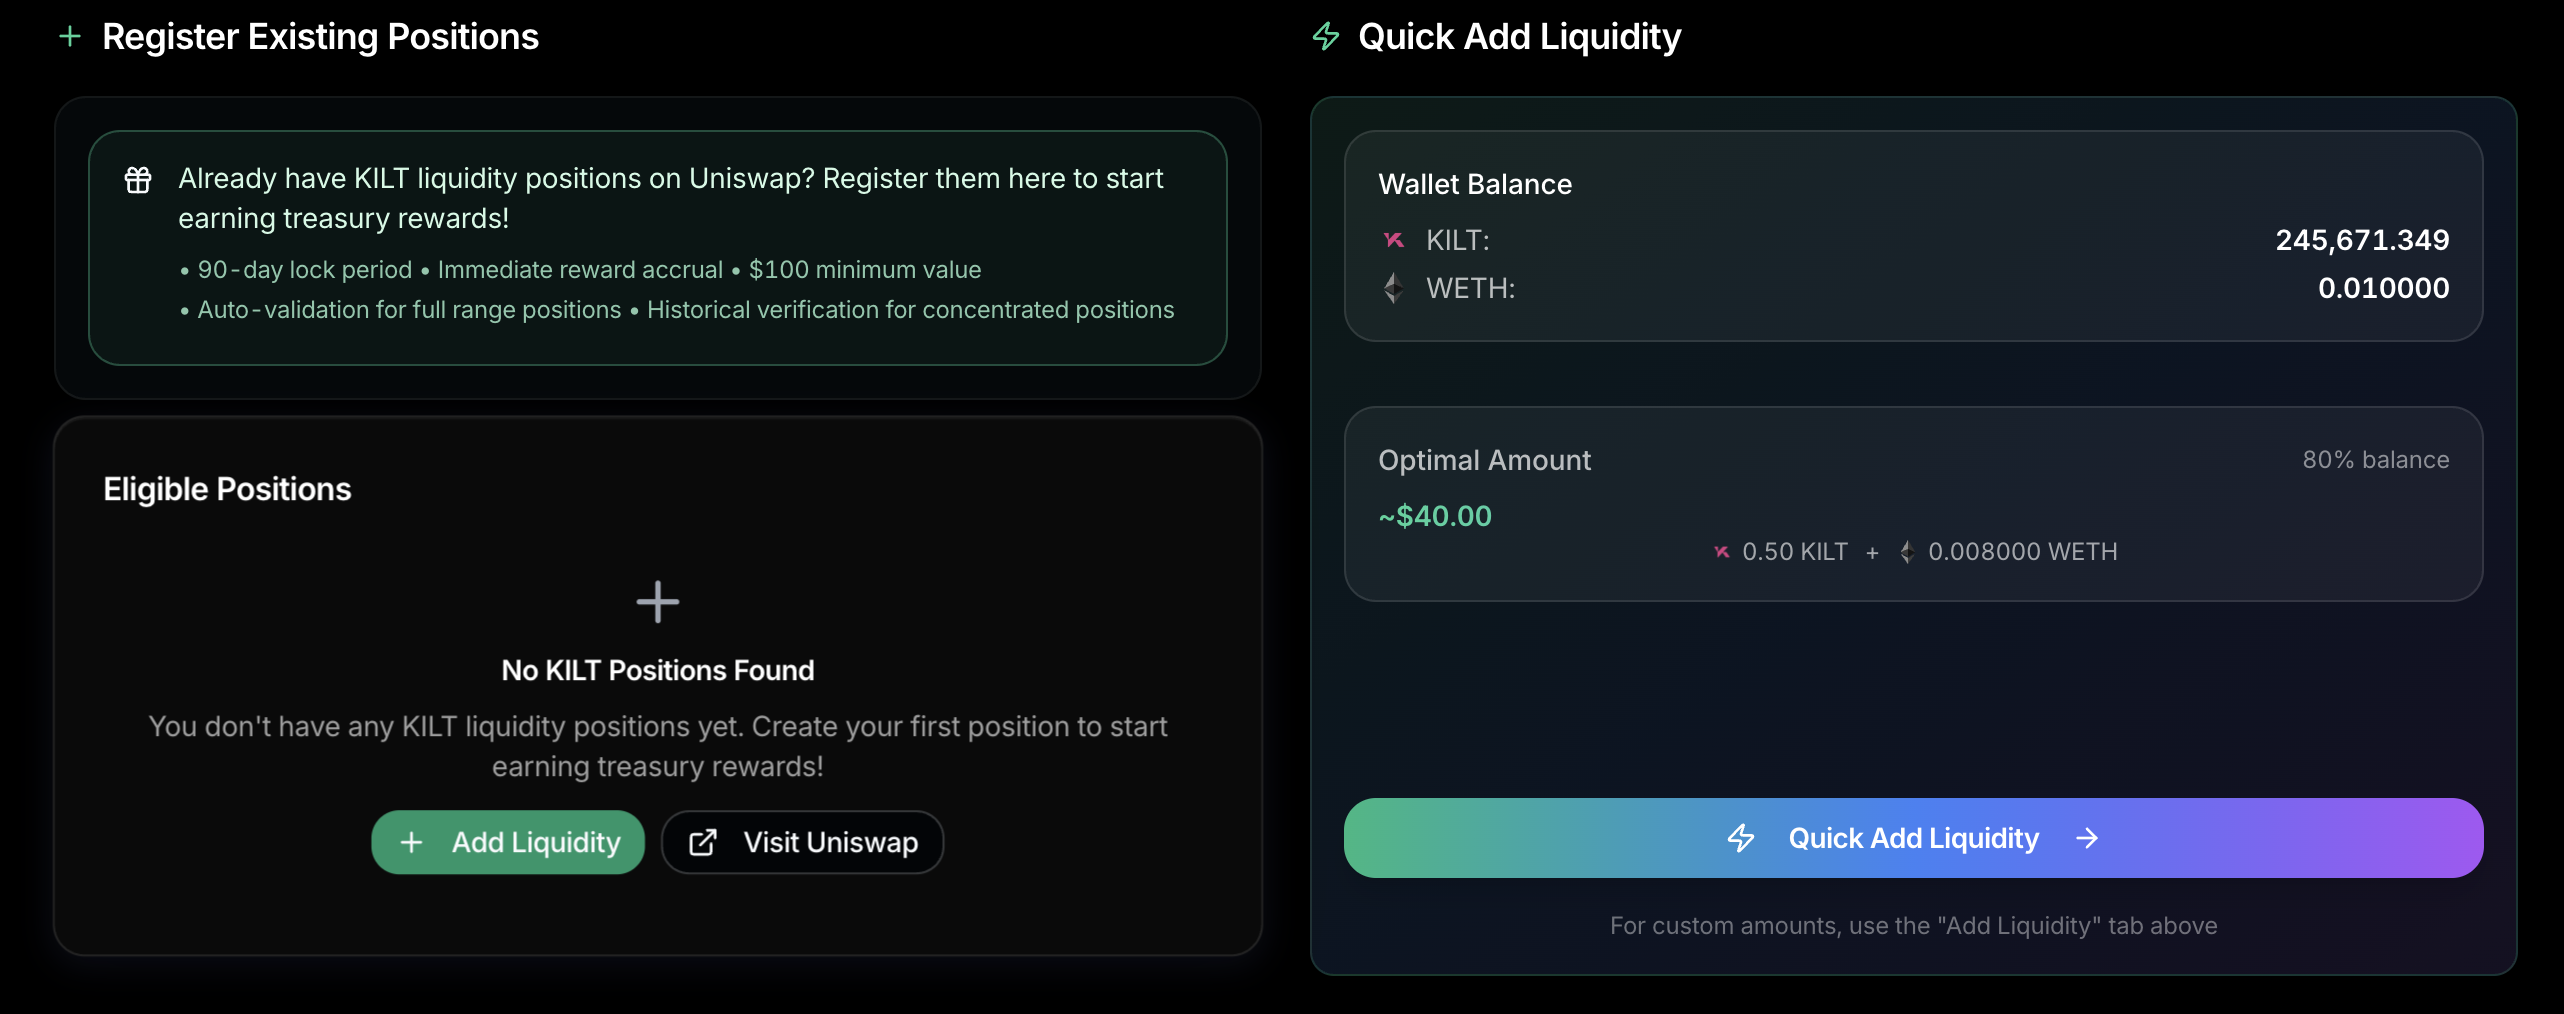 Register Existing Positions
Already have KILT liquidity positions on Uniswap? Register them here to start
earning treasury rewards!
• 90-day lock period • Immediate reward accrual • $100 minimum value
• Auto-validation for full range positions • Historical verification for concentrated positions
Eligible Positions
No KILT Positions Found
You don't have any KILT liquidity positions yet. Create your first position to start
earning treasury rewards!
Add Liquidity
Visit Uniswap
Quick Add Liquidity
Wallet Balance
KILT: 245,671.349
WETH: 0.010000
Optimal Amount 80% balance
~$40.00
0.50 KILT + 0.008000 WETH
Quick Add Liquidity →
For custom amounts, use the "Add Liquidity" tab above